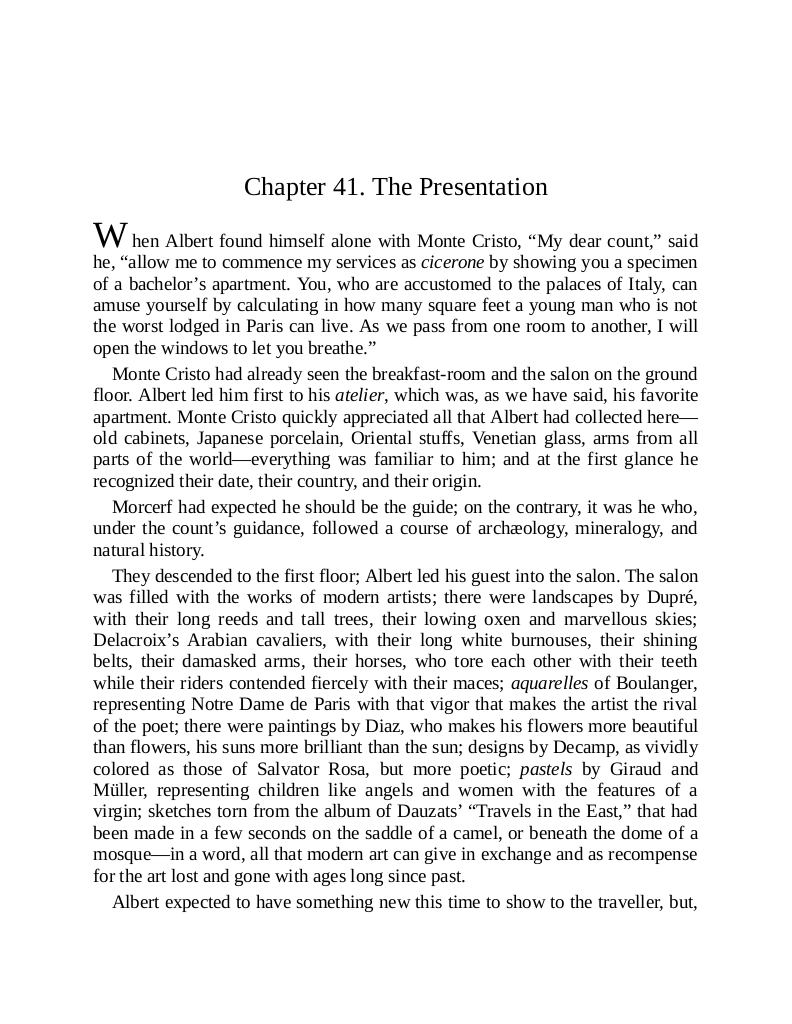 Chapter 41. The Presentation
When Albert found himself alone with Monte Cristo, “My dear count,” said
he, “allow me to commence my services as cicerone by showing you a specimen
of a bachelor’s apartment. You, who are accustomed to the palaces of Italy, can
amuse yourself by calculating in how many square feet a young man who is not
the worst lodged in Paris can live. As we pass from one room to another, I will
open the windows to let you breathe.”
Monte Cristo had already seen the breakfast-room and the salon on the ground
floor. Albert led him first to his atelier, which was, as we have said, his favorite
apartment. Monte Cristo quickly appreciated all that Albert had collected here—
old cabinets, Japanese porcelain, Oriental stuffs, Venetian glass, arms from all
parts of the world—everything was familiar to him; and at the first glance he
recognized their date, their country, and their origin.
Morcerf had expected he should be the guide; on the contrary, it was he who,
under the count’s guidance, followed a course of archæology, mineralogy, and
natural history.
They descended to the first floor; Albert led his guest into the salon. The salon
was filled with the works of modern artists; there were landscapes by Dupré,
with their long reeds and tall trees, their lowing oxen and marvellous skies;
Delacroix’s Arabian cavaliers, with their long white burnouses, their shining
belts, their damasked arms, their horses, who tore each other with their teeth
while their riders contended fiercely with their maces; aquarelles of Boulanger,
representing Notre Dame de Paris with that vigor that makes the artist the rival
of the poet; there were paintings by Diaz, who makes his flowers more beautiful
than flowers, his suns more brilliant than the sun; designs by Decamp, as vividly
colored as those of Salvator Rosa, but more poetic; pastels by Giraud and
Müller, representing children like angels and women with the features of a
virgin; sketches torn from the album of Dauzats’ “Travels in the East,” that had
been made in a few seconds on the saddle of a camel, or beneath the dome of a
mosque—in a word, all that modern art can give in exchange and as recompense
for the art lost and gone with ages long since past.
Albert expected to have something new this time to show to the traveller, but,